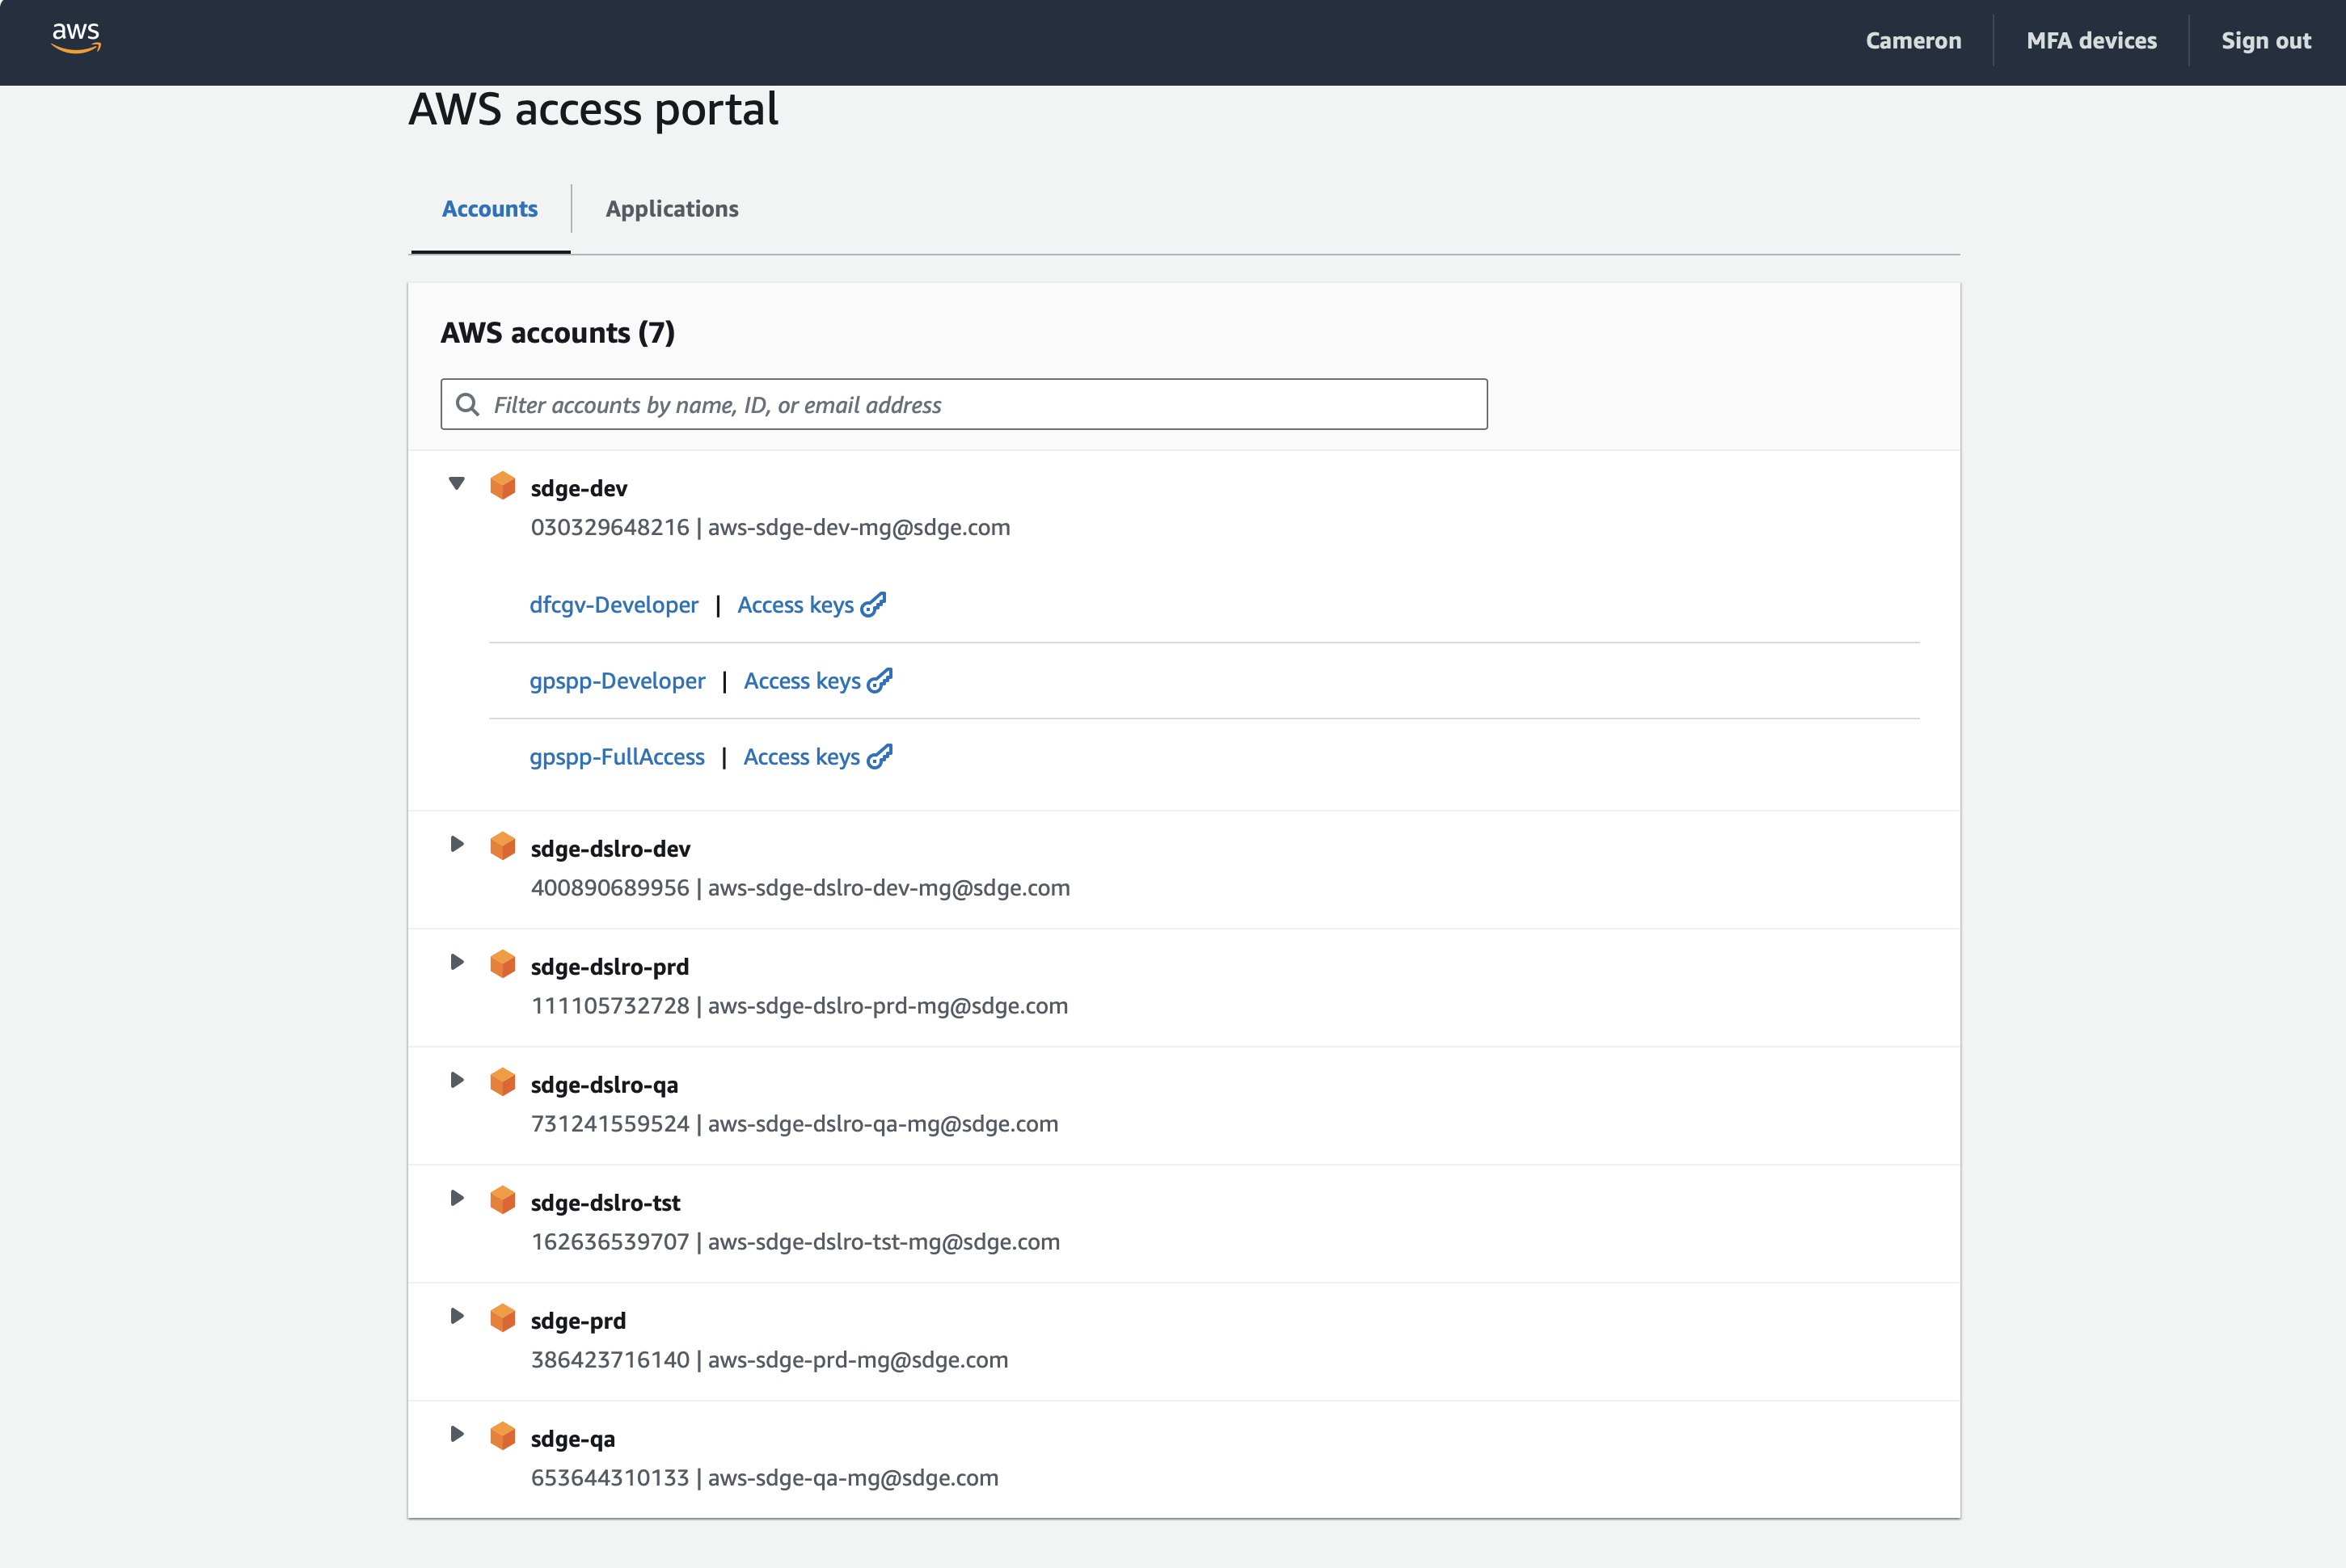 aws
Cameron
MFA devices
Sign out
AWS access portal
Accounts
Applications
AWS accounts (7)
Filter accounts by name, ID, or email address
sdge-dev
030329648216 | aws-sdge-dev-mg@sdge.com
dfcgv-Developer | Access keys
gpspp-Developer | Access keys
gpspp-FullAccess | Access keys
sdge-dslro-dev
400890689956 | aws-sdge-dslro-dev-mg@sdge.com
sdge-dslro-prd
111105732728 | aws-sdge-dslro-prd-mg@sdge.com
sdge-dslro-qa
731241559524 | aws-sdge-dslro-qa-mg@sdge.com
sdge-dslro-tst
162636539707 | aws-sdge-dslro-tst-mg@sdge.com
sdge-prd
386423716140 | aws-sdge-prd-mg@sdge.com
sdge-qa
653644310133 | aws-sdge-qa-mg@sdge.com